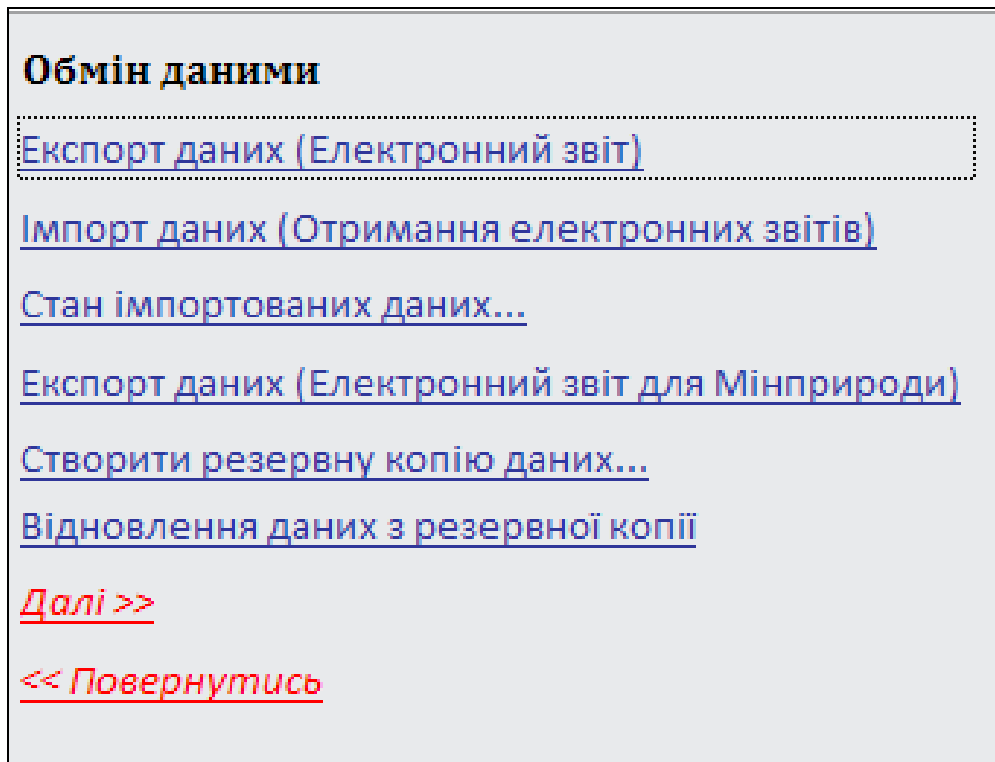 Обмін даними
Експорт даних (Електронний звіт)
Імпорт даних (Отримання електронних звітів)
Стан імпортованих даних...
Експорт даних (Електронний звіт для Мінприроди)
Створити резервну копію даних...
Відновлення даних з резервної копії
Далі >>
<< Повернутись